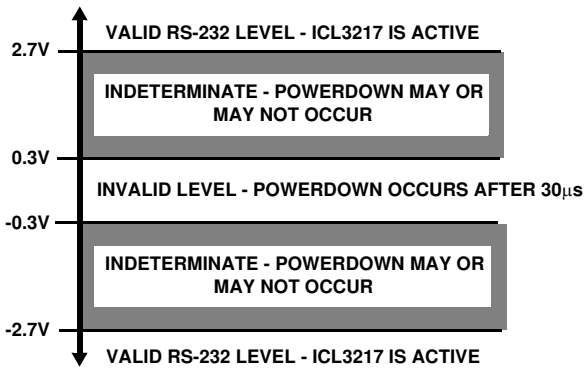 VALID RS-232 LEVEL - ICL3217 IS ACTIVE
2.7V
INDETERMINATE - POWERDOWN MAY OR
MAY NOT OCCUR
0.3V
INVALID LEVEL - POWERDOWN OCCURS AFTER 30μs
-0.3V
INDETERMINATE - POWERDOWN MAY OR
MAY NOT OCCUR
-2.7V
VALID RS-232 LEVEL - ICL3217 IS ACTIVE